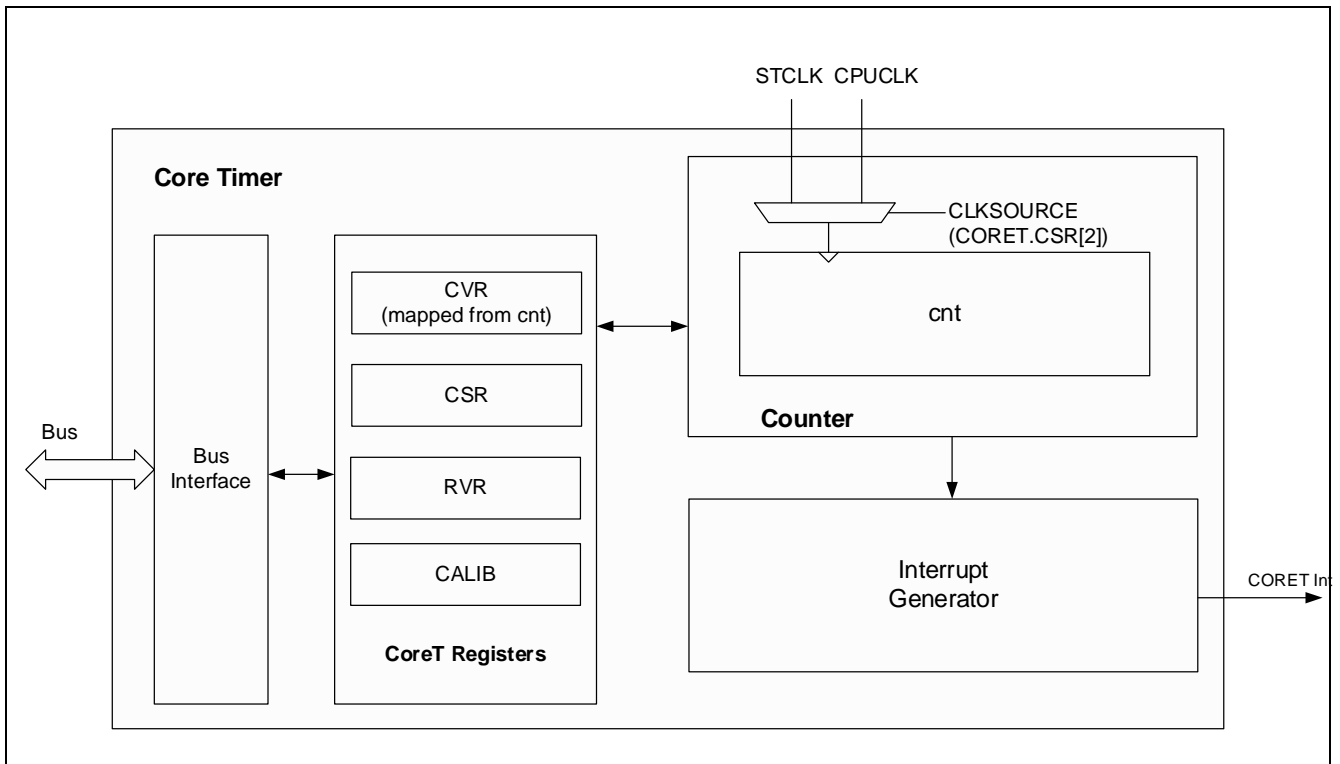 STCLK CPUCLK
Core Timer
CLKSOURCE
(CORET.CSR[2])
CVR
(mapped from cnt)
cnt
CSR
Counter
Bus
Bus
Interface
RVR
Interrupt
Generator
CALIB
CORET Int
CoreT Registers